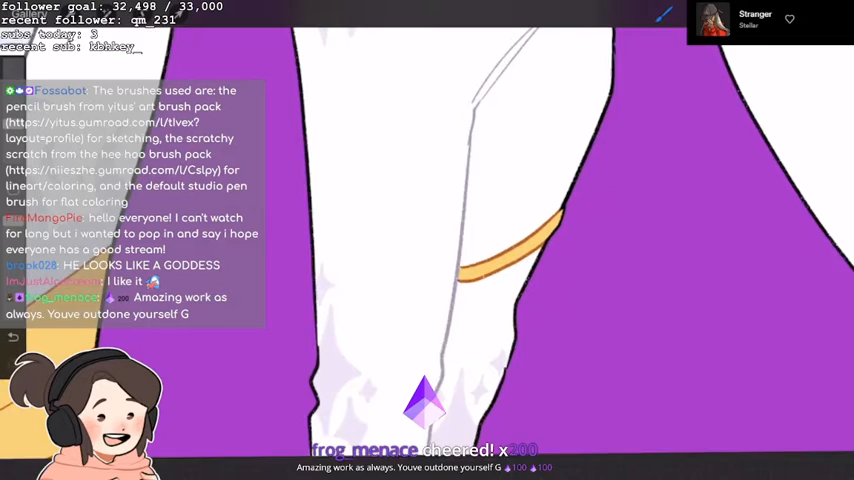 follower goal: 32,498 / 33,000
recent follower: qm_231
subs today: 3
recent sub: kbhkey_
Stranger
Stellar
Fossabot: The brushes used are: the
pencil brush from yitus' art brush pack
(https://yitus.gumroad.com/l/tIvex?
layout=profile) for sketching, the scratchy
scratch from the hee hoo brush pack
(https://niieszhe.gumroad.com/l/Cslpy) for
lineart/coloring, and the default studio pen
brush for flat coloring
FireMangoPie: hello everyone! I can't watch
for long but i wanted to pop in and say i hope
everyone has a good stream!
brook028: HE LOOKS LIKE A GODDESS
I like it
frog_menace: 200 Amazing work as
always. Youve outdone yourself G
frog_menace cheered! x200
Amazing work as always. Youve outdone yourself G 100 100